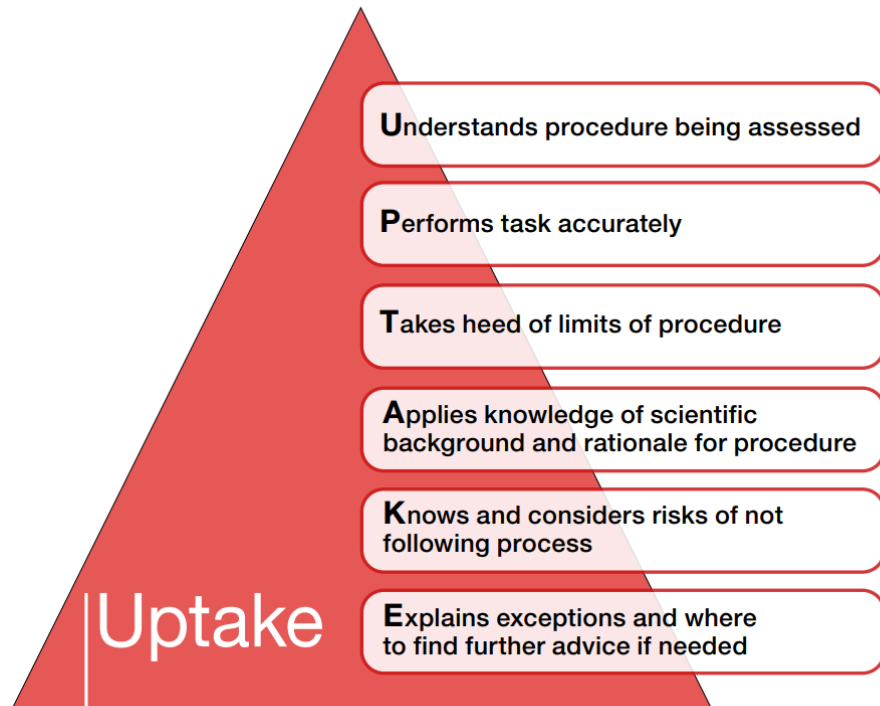 Understands procedure being assessed
Performs task accurately
Takes heed of limits of procedure
Applies knowledge of scientific
background and rationale for procedure
Knows and considers risks of not
following process
Explains exceptions and where
to find further advice if needed
Uptake